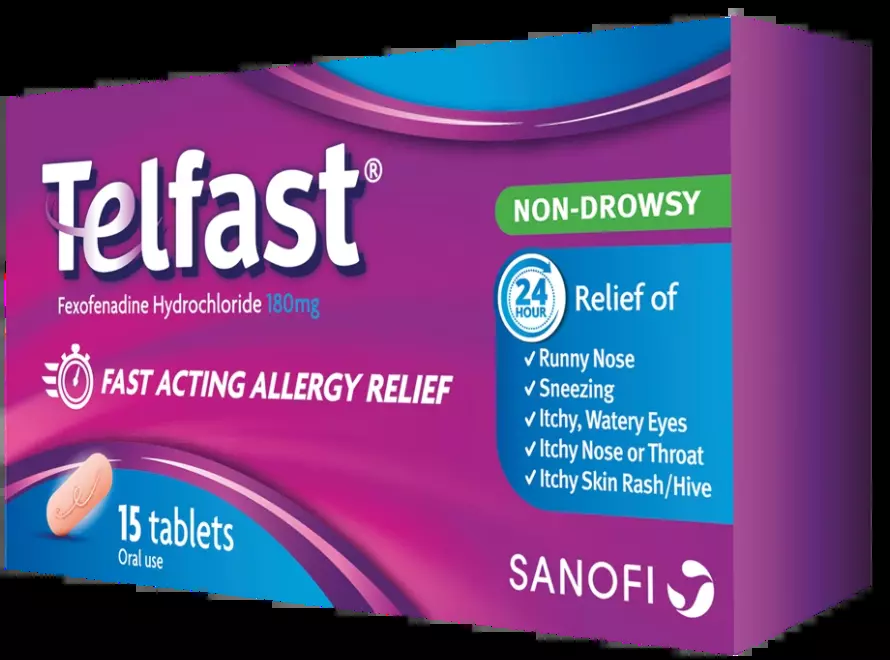 Telfast®
Fexofenadine Hydrochloride 180mg
FAST ACTING ALLERGY RELIEF
15 tablets
Oral use
NON-DROWSY
24
HOUR
Relief of
✓ Runny Nose
✓ Sneezing
✓ Itchy, Watery Eyes
✓ Itchy Nose or Throat
✓ Itchy Skin Rash/Hive
SANOFI